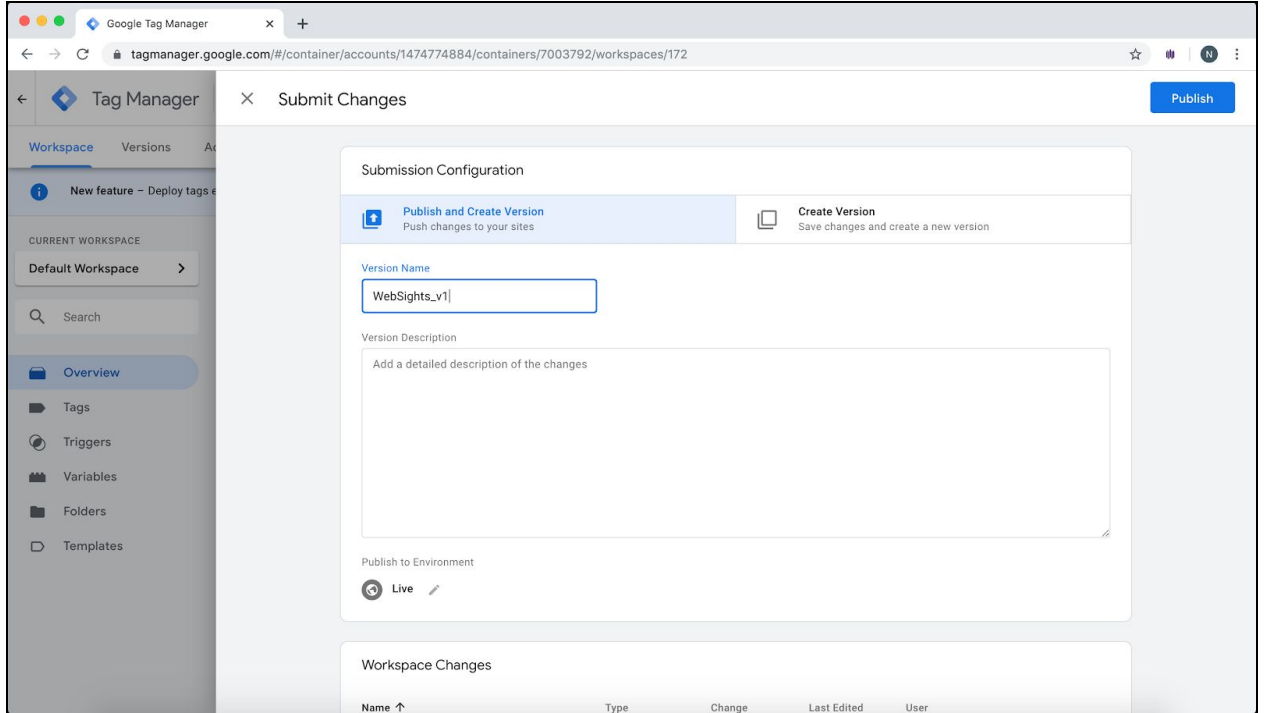 Google Tag Manager
tagmanager.google.com/#/container/accounts/1474774884/containers/7003792/workspaces/172
N
Tag Manager
Submit Changes
Publish
Workspace Versions
New feature – Deploy tags
CURRENT WORKSPACE
Default Workspace
Search
Overview
Tags
Triggers
Variables
Folders
Templates
Submission Configuration
Publish and Create Version
Push changes to your sites
Create Version
Save changes and create a new version
Version Name
WebSights_v1
Version Description
Add a detailed description of the changes
Publish to Environment
Live
Workspace Changes
Name Type Change Last Edited User